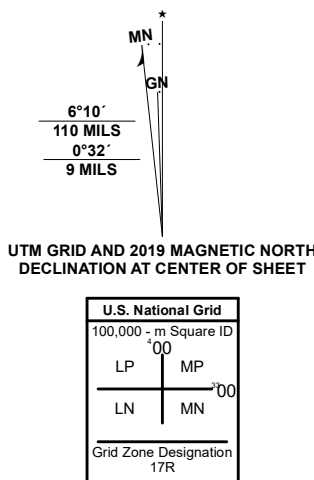 ★
MN
GN
6°10´
110 MILS
0°32´
9 MILS
UTM GRID AND 2019 MAGNETIC NORTH
DECLINATION AT CENTER OF SHEET
U.S. National Grid
100,000 - m Square ID
⁴00
LP MP
³³00
LN MN
Grid Zone Designation
17R